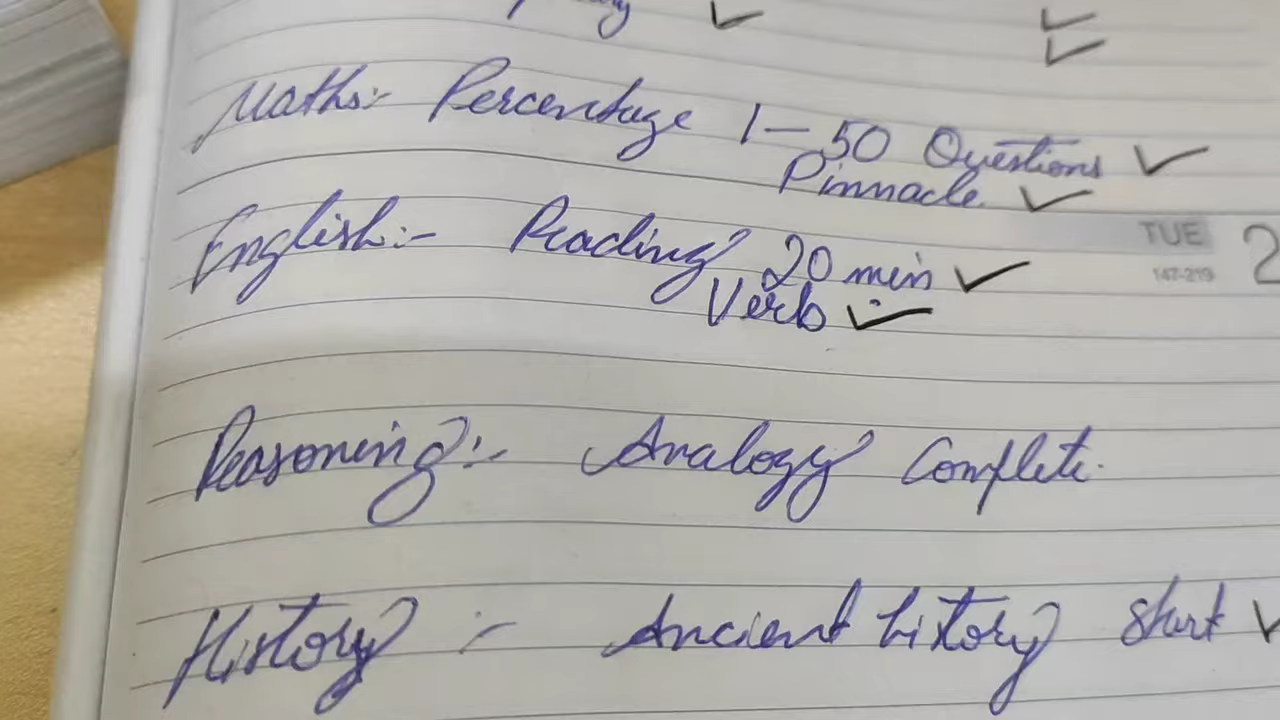 Maths:- Percentage 1-50 Questions ✓
Pinnacle ✓
TUE 2
147-219
English:- Reading 20 min ✓
Verb ✓
Reasoning:- Analogy Complete.
History :- Ancient history Start ✓